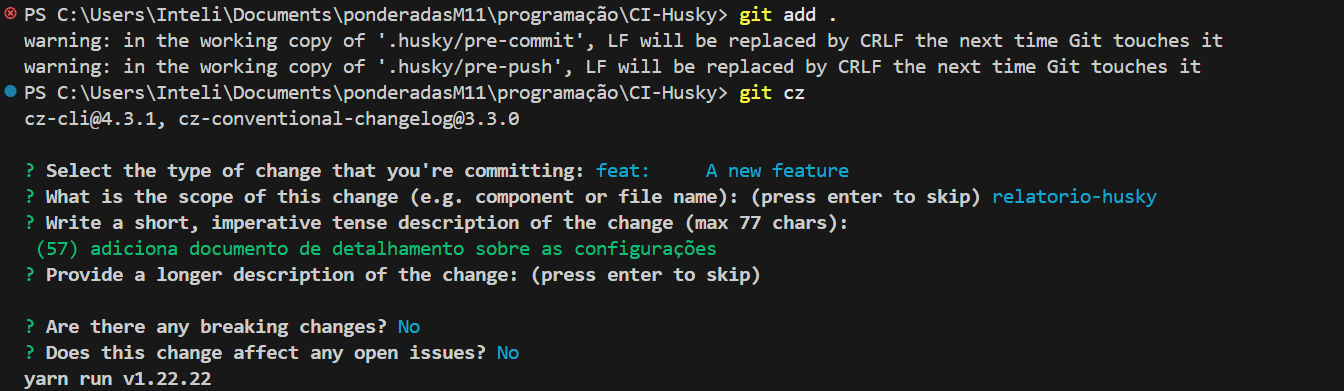 PS C:\Users\Inteli\Documents\ponderadasM11\programação\CI-Husky> git add .
warning: in the working copy of '.husky/pre-commit', LF will be replaced by CRLF the next time Git touches it
warning: in the working copy of '.husky/pre-push', LF will be replaced by CRLF the next time Git touches it
PS C:\Users\Inteli\Documents\ponderadasM11\programação\CI-Husky> git cz
cz-cli@4.3.1, cz-conventional-changelog@3.3.0
? Select the type of change that you're committing: feat:     A new feature
? What is the scope of this change (e.g. component or file name): (press enter to skip) relatorio-husky
? Write a short, imperative tense description of the change (max 77 chars):
(57) adiciona documento de detalhamento sobre as configurações
? Provide a longer description of the change: (press enter to skip)
? Are there any breaking changes? No
? Does this change affect any open issues? No
yarn run v1.22.22